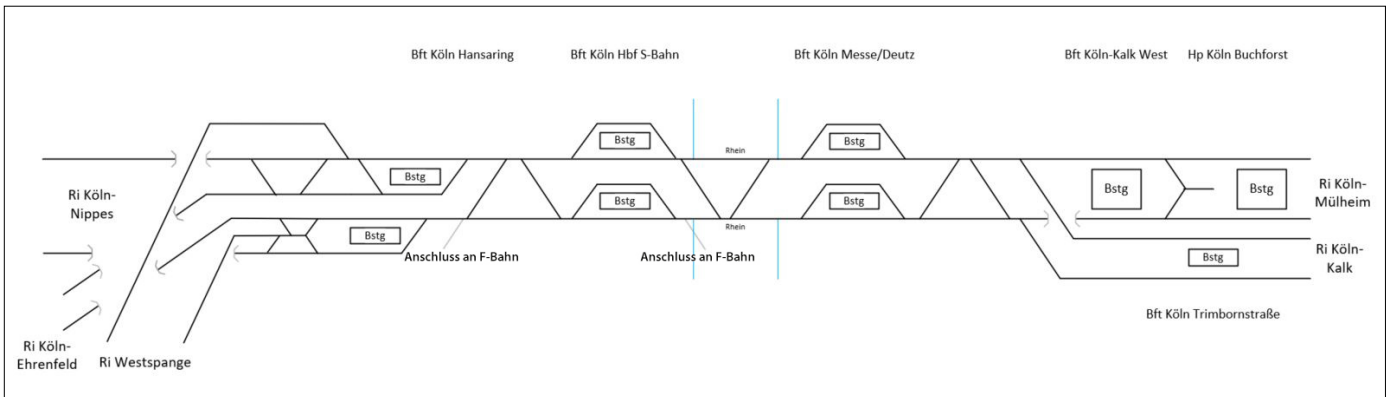 Bft Köln Hansaring
Bft Köln Hbf S-Bahn
Bft Köln Messe/Deutz
Bft Köln-Kalk West
Hp Köln Buchforst
Bstg
Bstg
Rhein
Bstg
Bstg
Bstg
Ri Köln-
Nippes
Bstg
Bstg
Ri Köln-
Mülheim
Bstg
Rhein
Anschluss an F-Bahn
Anschluss an F-Bahn
Bstg
Ri Köln-
Kalk
Bft Köln Trimbornstraße
Ri Köln-
Ehrenfeld
Ri Westspange